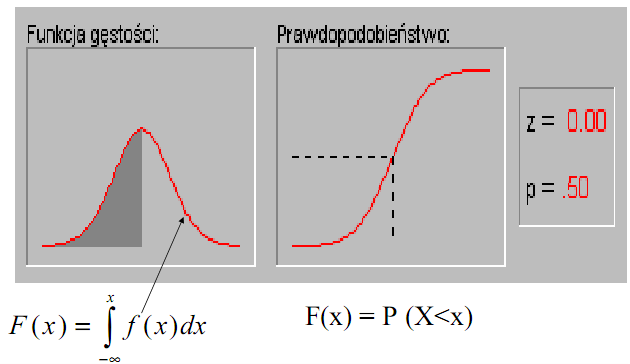 Funkcja gęstości:
Prawdopodobieństwo:
z = 0.00
p = .50
F(x) = ∫_{-∞}^{x} f(x)dx
F(x) = P (X<x)